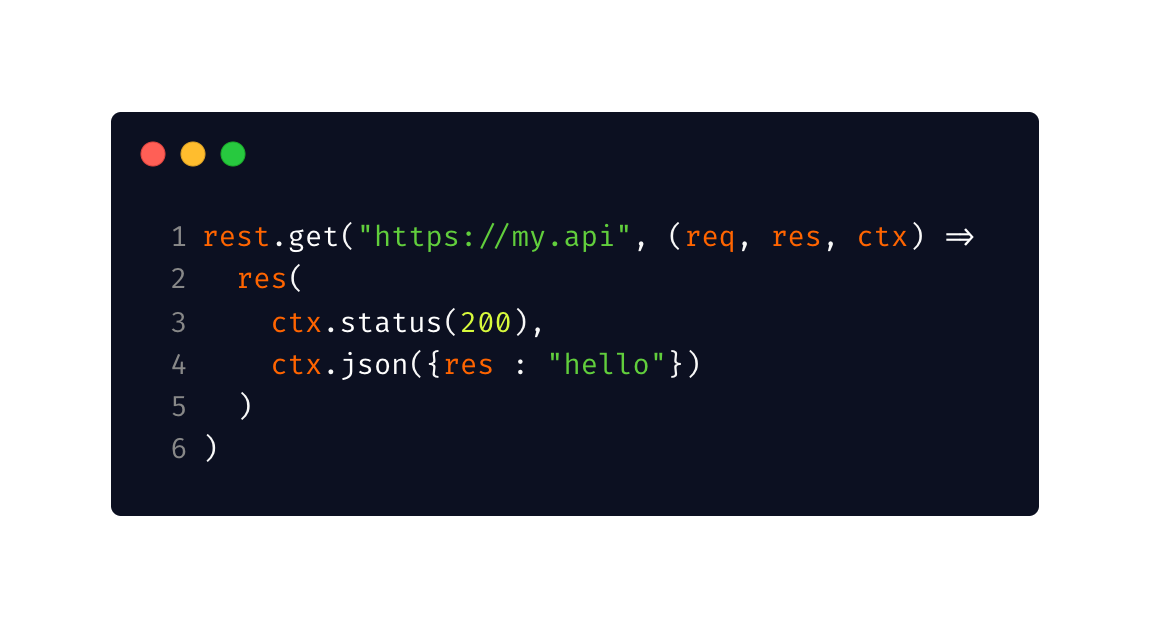 1 rest.get("https://my.api", (req, res, ctx) =>
2   res(
3     ctx.status(200),
4     ctx.json({res : "hello"})
5   )
6 )